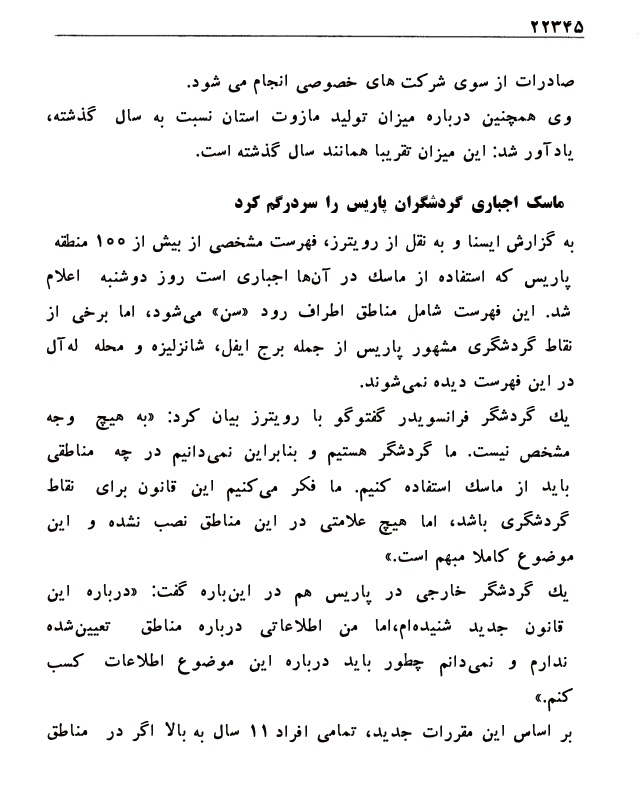 ۲۲۳۴۵
صادرات از سوی شرکت های خصوصی انجام می شود.
وی همچنین درباره میزان تولید مازوت استان نسبت به سال گذشته،
یادآور شد: این میزان تقریبا همانند سال گذشته است.
ماسک اجباری گردشگران پاریس را سردرگم کرد
به گزارش ایسنا و به نقل از رویترز، فهرست مشخصی از بیش از ۱۰۰ منطقه
پاریس که استفاده از ماسک در آن‌ها اجباری است روز دوشنبه اعلام
شد. این فهرست شامل مناطق اطراف رود «سن» می‌شود، اما برخی از
نقاط گردشگری مشهور پاریس از جمله برج ایفل، شانزلیزه و محله له‌آل
در این فهرست دیده نمی‌شوند.
یک گردشگر فرانسوی‌در گفتوگو با رویترز بیان کرد: «به هیچ وجه
مشخص نیست. ما گردشگر هستیم و بنابراین نمی‌دانیم در چه مناطقی
باید از ماسک استفاده کنیم. ما فکر می‌کنیم این قانون برای نقاط
گردشگری باشد، اما هیچ علامتی در این مناطق نصب نشده و این
موضوع کاملا مبهم است.»
یک گردشگر خارجی در پاریس هم در این‌باره گفت: «درباره این
قانون جدید شنیده‌ام،اما من اطلاعاتی درباره مناطق تعیین‌شده
ندارم و نمی‌دانم چطور باید درباره این موضوع اطلاعات کسب
کنم.»
بر اساس این مقررات جدید، تمامی افراد ۱۱ سال به بالا اگر در مناطق